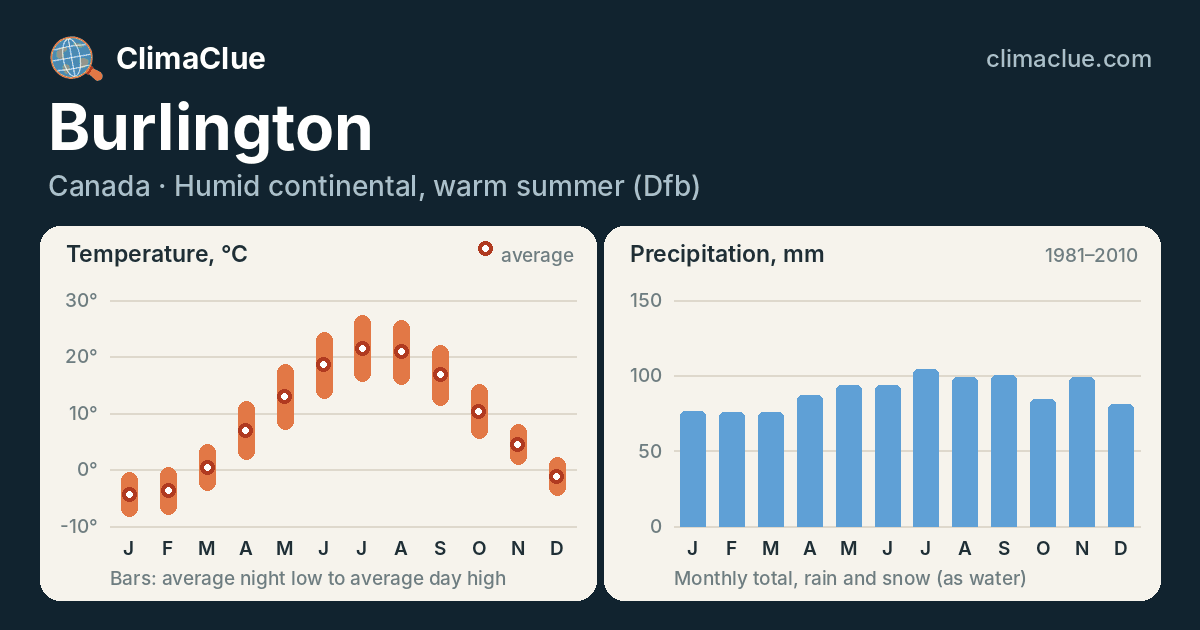 ClimaClue
climaclue.com
Burlington
Canada · Humid continental, warm summer (Dfb)
Temperature, °C
average
30°
20°
10°
0°
-10°
J F M A M J J A S O N D
Bars: average night low to average day high
Precipitation, mm
1981–2010
150
100
50
0
J F M A M J J A S O N D
Monthly total, rain and snow (as water)